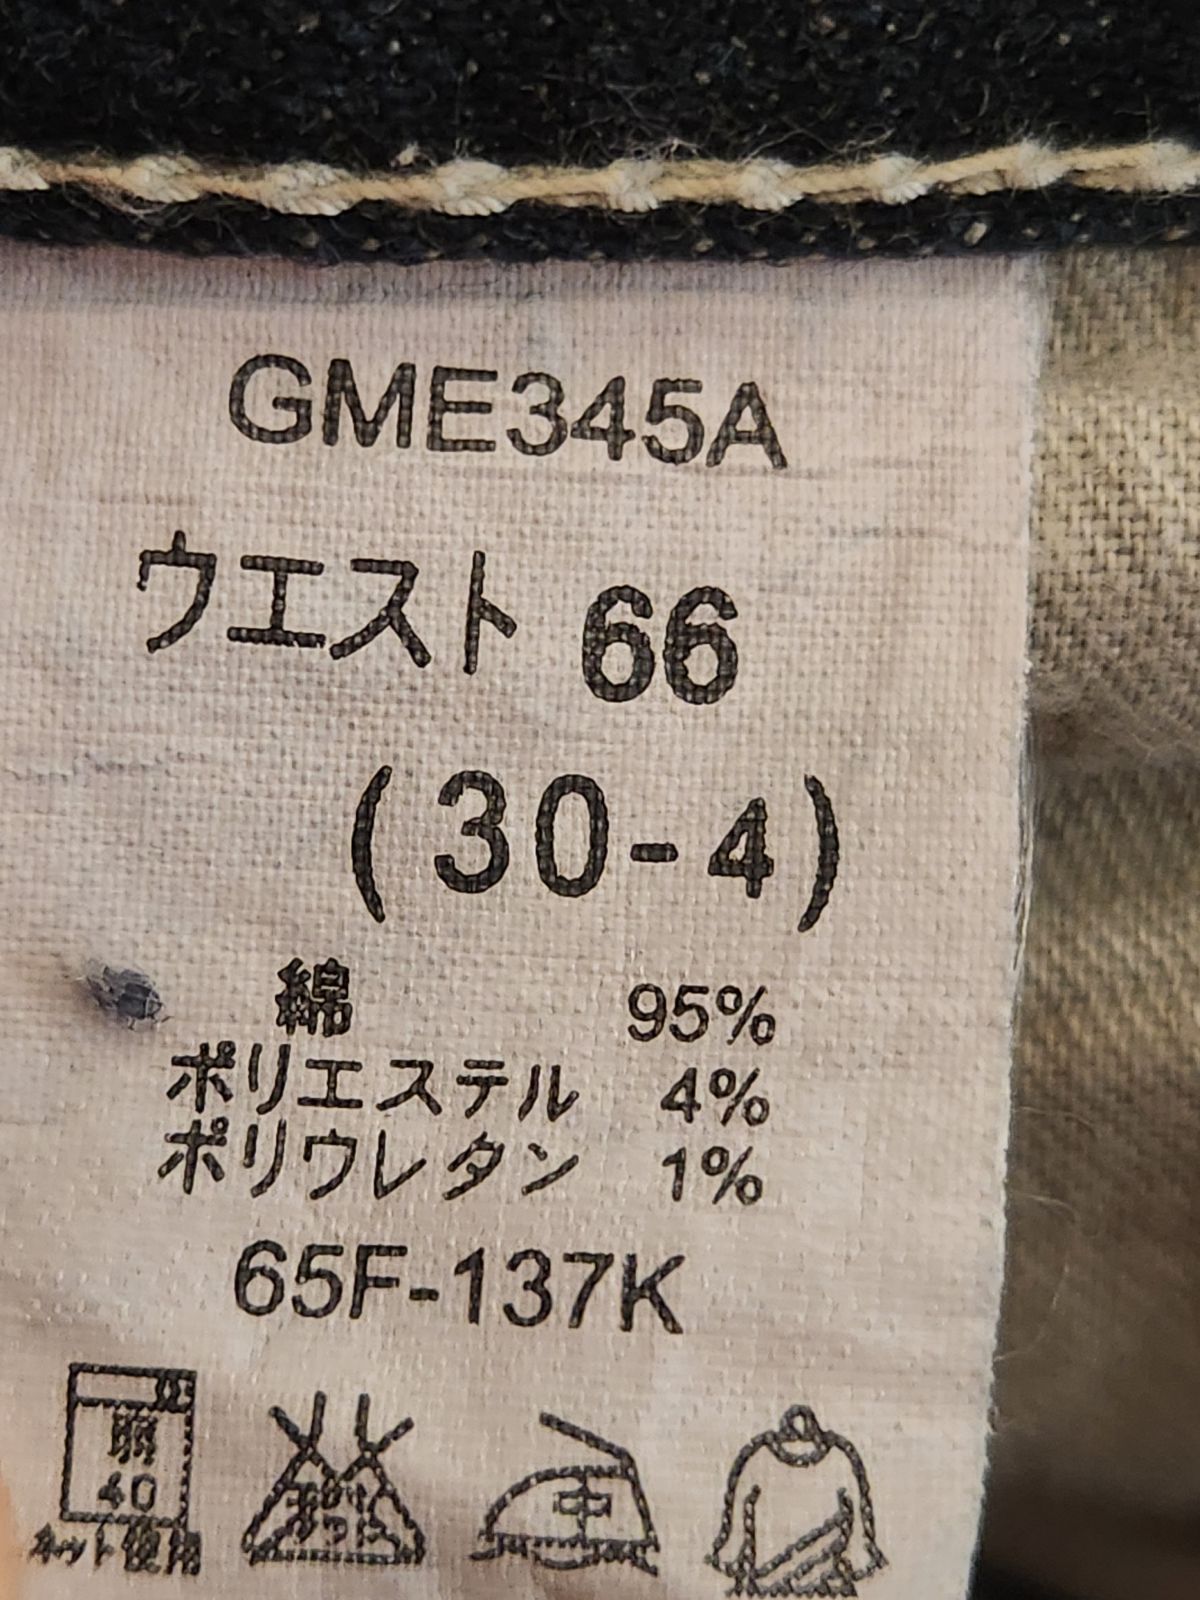 GME345A
ウエスト 66
(30-4)
綿 95%
ポリエステル 4%
ポリウレタン 1%
65F-137K
弱 中
40
ネット使用